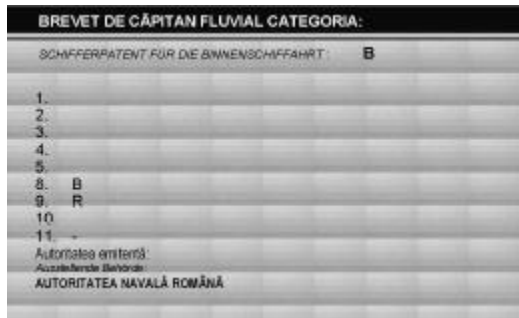 BREVET DE CĂPITAN FLUVIAL CATEGORIA:
SCHIFFERPATENT FÜR DIE BINNENSCHIFFAHRT : B
1.
2.
3.
4.
5.
8. B
9. R
10.
11. -
Autoritatea emitentă:
Ausstellende Behörde:
AUTORITATEA NAVALĂ ROMÂNĂ